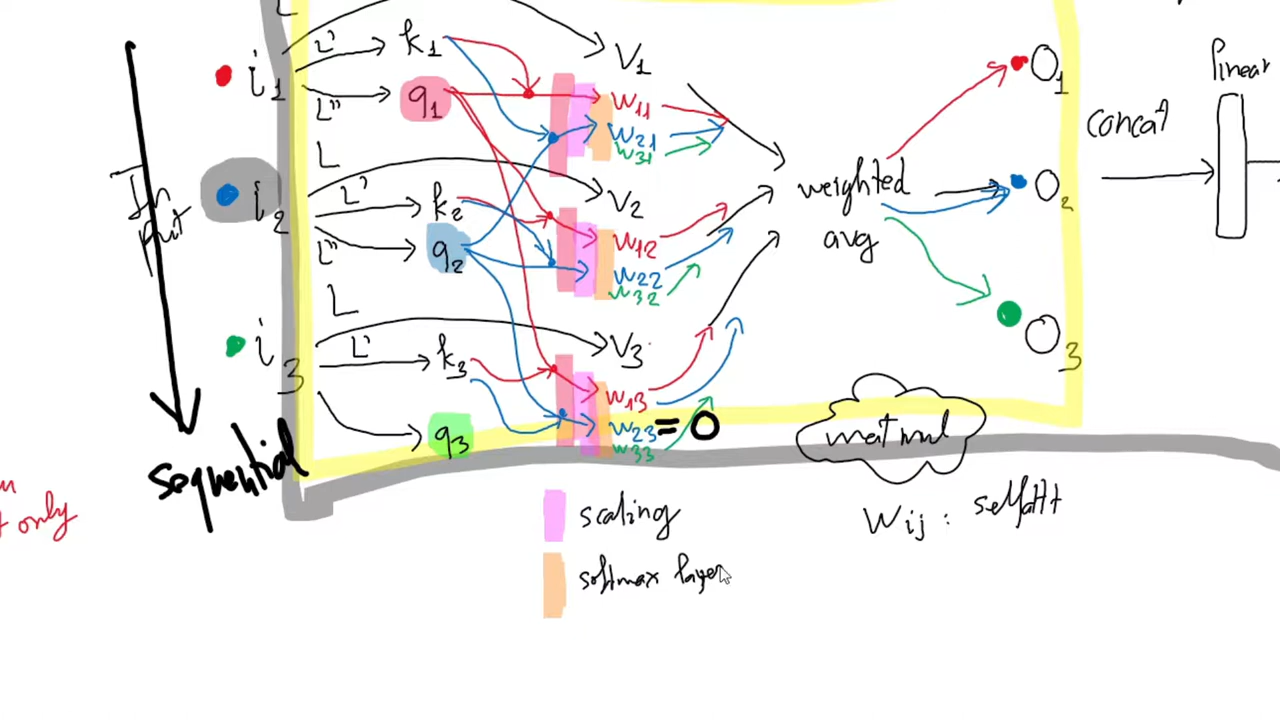 L
L'
k₁
V₁
i₁
L"
q₁
w₁₁
w₂₁
w₃₁
O₁
linear
concat
L
L'
k₂
V₂
i₂
L"
q₂
w₁₂
w₂₂
w₃₂
weighted
avg
O₂
Input
L
L'
k₃
V₃
i₃
q₃
w₁₃
w₂₃ = 0
w₃₃
O₃
matmul
sequential
only
scaling
Wij : selfatt
softmax layer